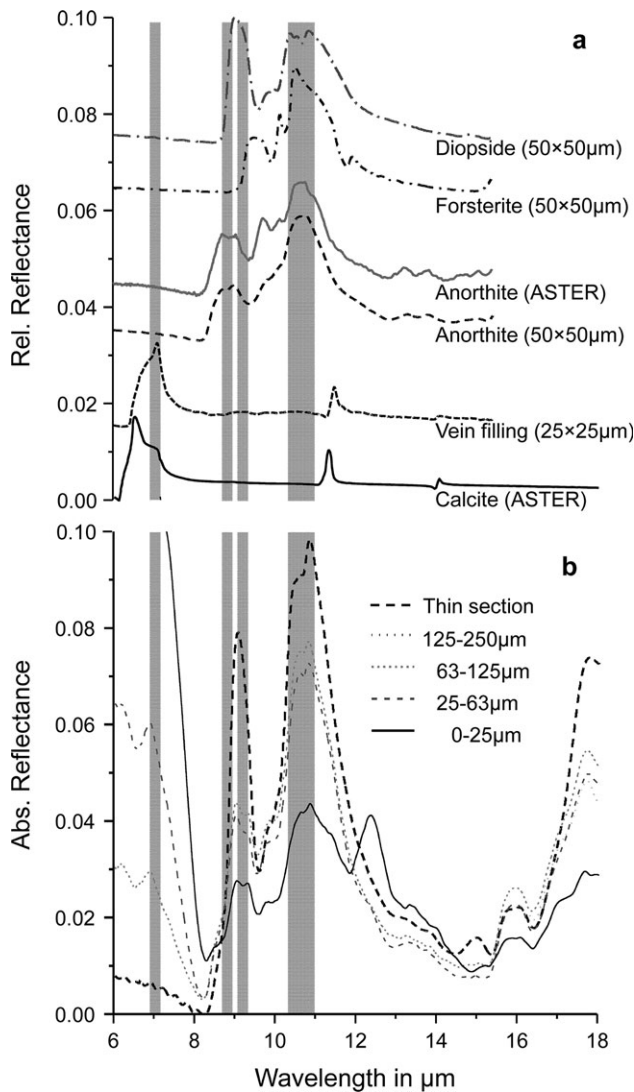 a
0.10
0.08
0.06
0.04
0.02
0.00
Rel. Reflectance
Diopside (50×50µm)
Forsterite (50×50µm)
Anorthite (ASTER)
Anorthite (50×50µm)
Vein filling (25×25µm)
Calcite (ASTER)
b
0.10
0.08
0.06
0.04
0.02
0.00
Abs. Reflectance
Thin section
125-250µm
63-125µm
25-63µm
0-25µm
6 8 10 12 14 16 18
Wavelength in µm